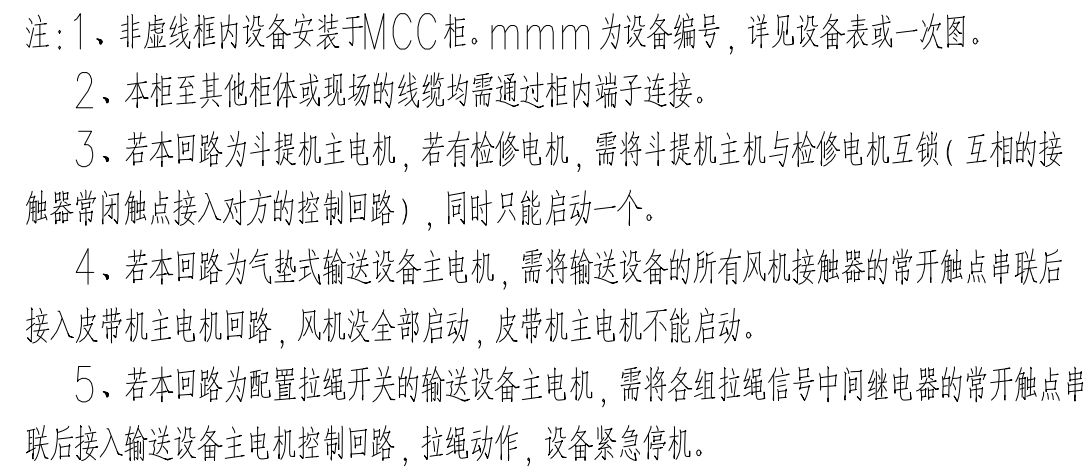 注:1、非虚线框内设备安装于MCC柜。mmm为设备编号,详见设备表或一次图。
2、本柜至其他柜体或现场的线缆均需通过柜内端子连接。
3、若本回路为斗提机主电机,若有检修电机,需将斗提机主机与检修电机互锁(互相的接
触器常闭触点接入对方的控制回路),同时只能启动一个。
4、若本回路为气垫式输送设备主电机,需将输送设备的所有风机接触器的常开触点串联后
接入皮带机主电机回路,风机没全部启动,皮带机主电机不能启动。
5、若本回路为配置拉绳开关的输送设备主电机,需将各组拉绳信号中间继电器的常开触点串
联后接入输送设备主电机控制回路,拉绳动作,设备紧急停机。